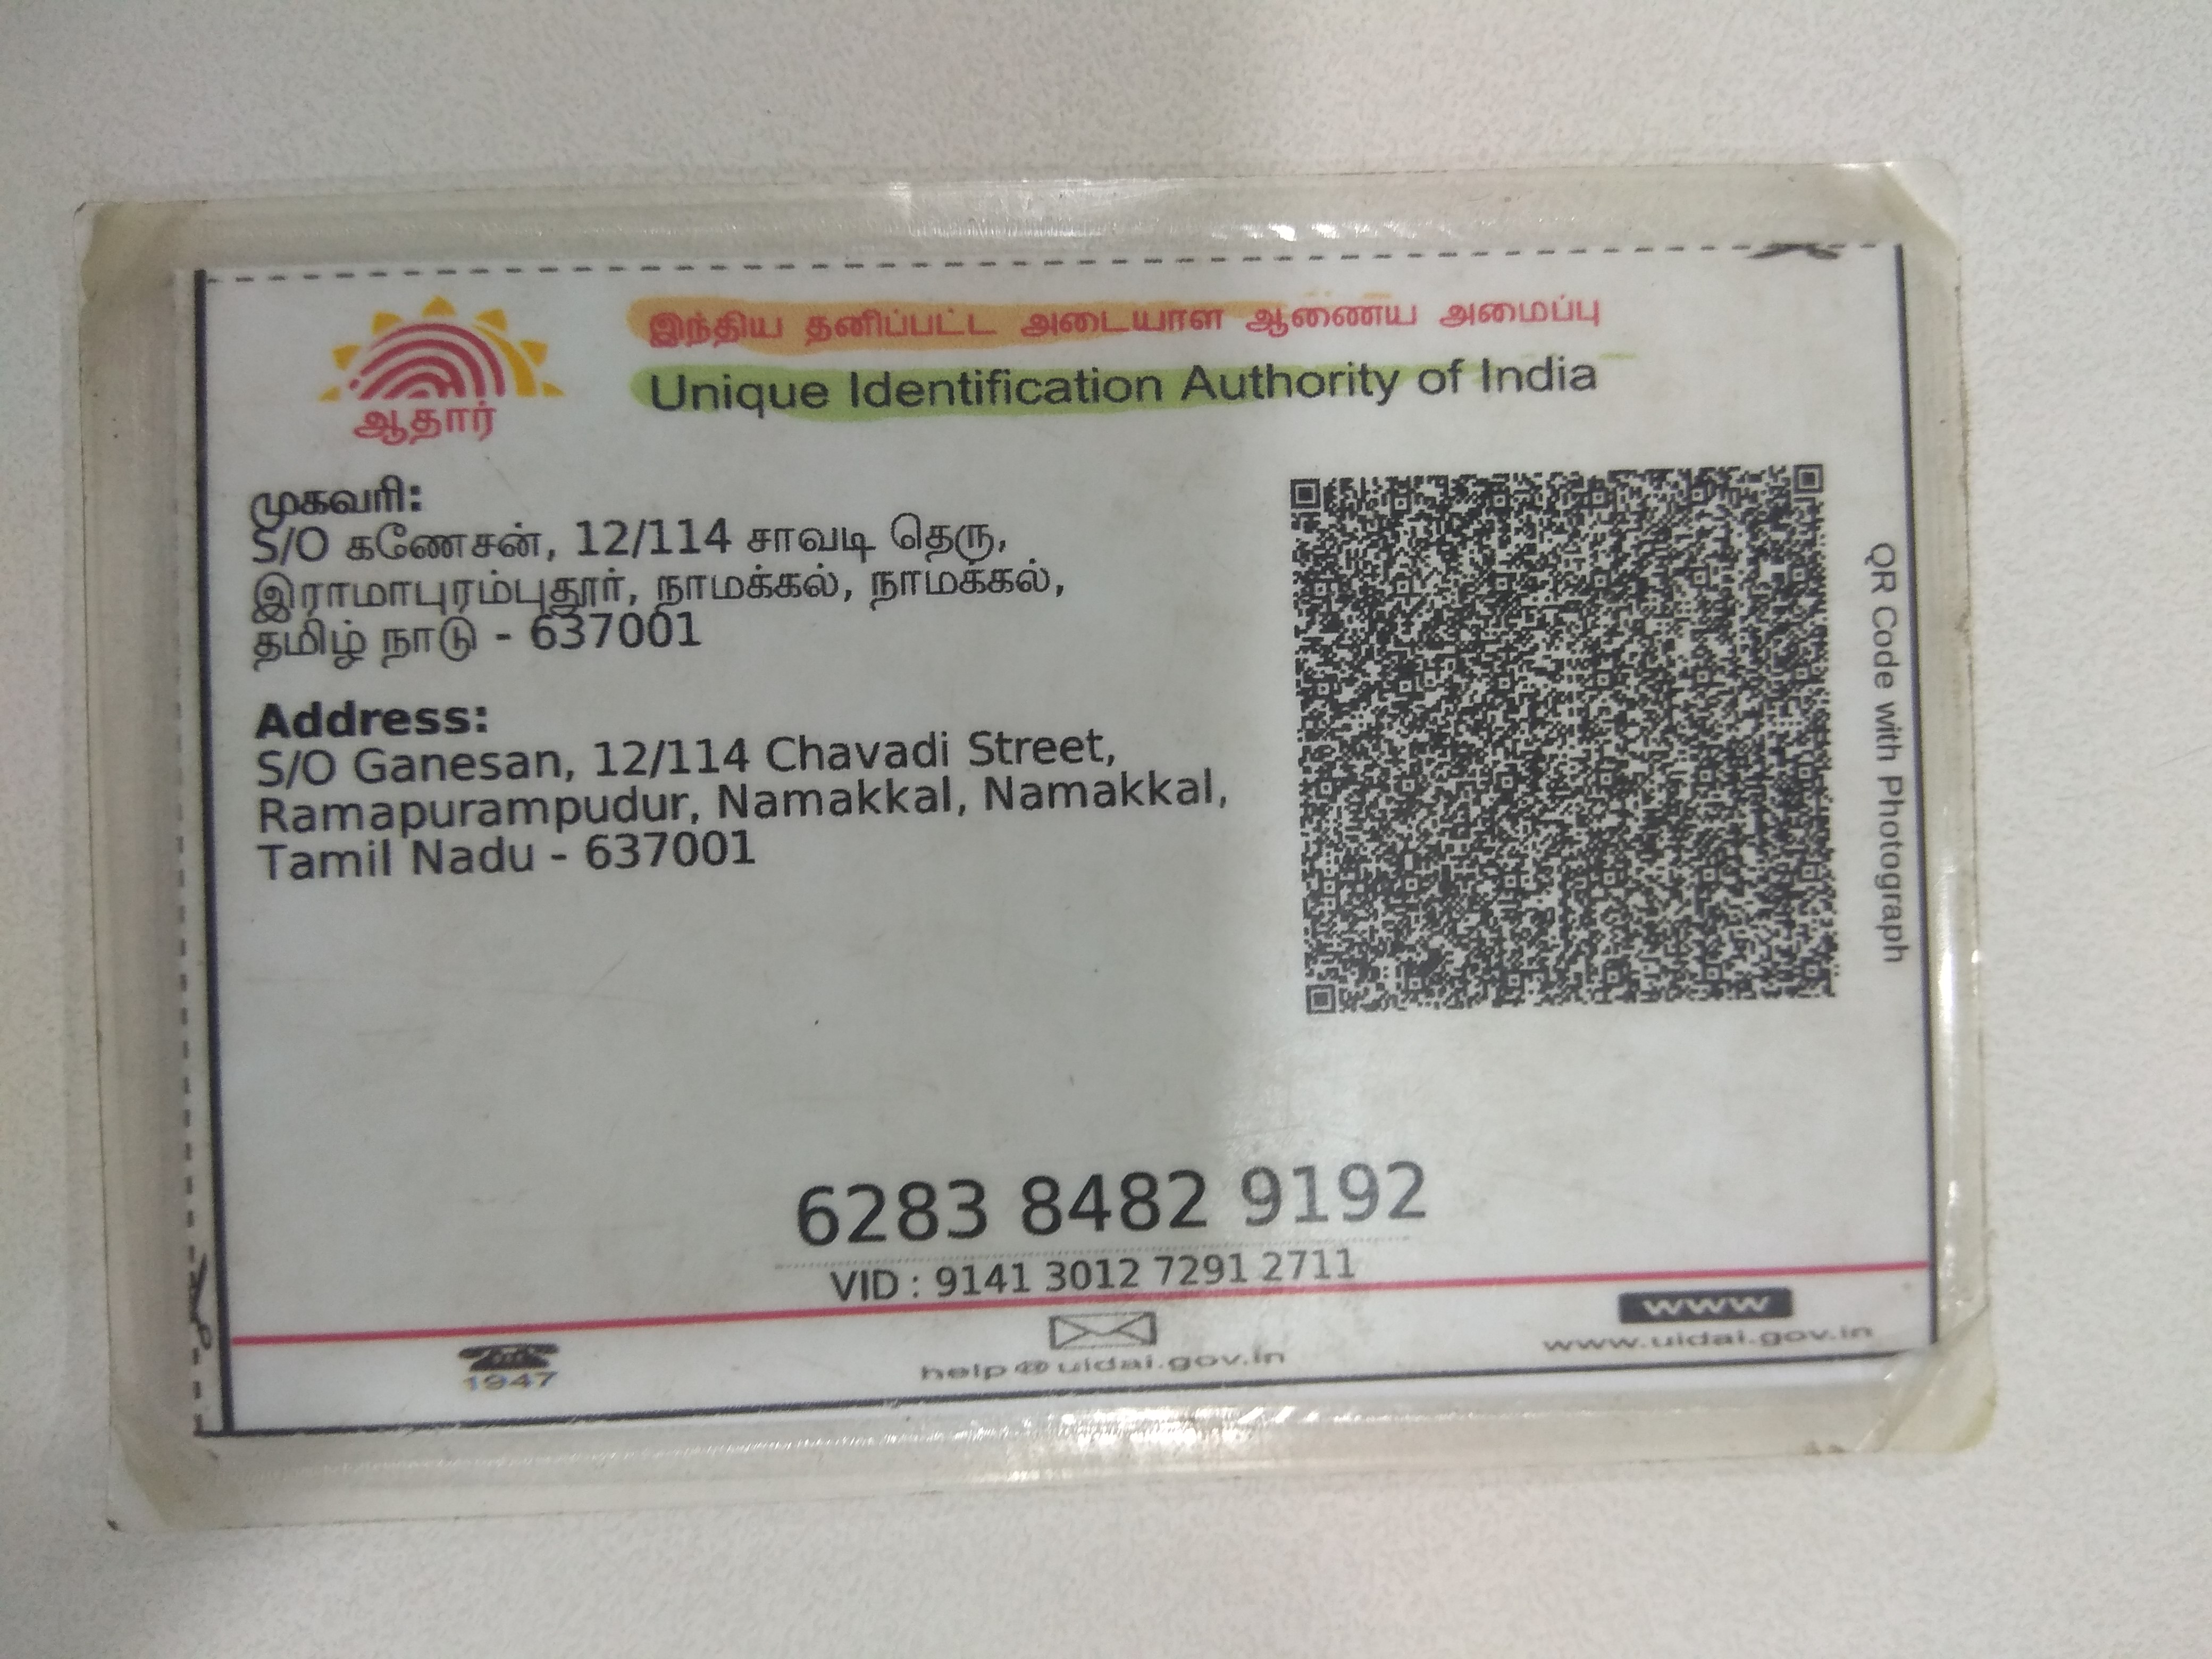 இந்திய தனிப்பட்ட அடையாள ஆணைய அமைப்பு
Unique Identification Authority of India
ஆதார்
முகவரி:
S/O கணேசன், 12/114 சாவடி தெரு,
இராமாபுரம்புதூர், நாமக்கல், நாமக்கல்,
தமிழ் நாடு - 637001
Address:
S/O Ganesan, 12/114 Chavadi Street,
Ramapurampudur, Namakkal, Namakkal,
Tamil Nadu - 637001
QR Code with Photograph
6283 8482 9192
VID : 9141 3012 7291 2711
1947
help@uidai.gov.in
www
www.uidai.gov.in